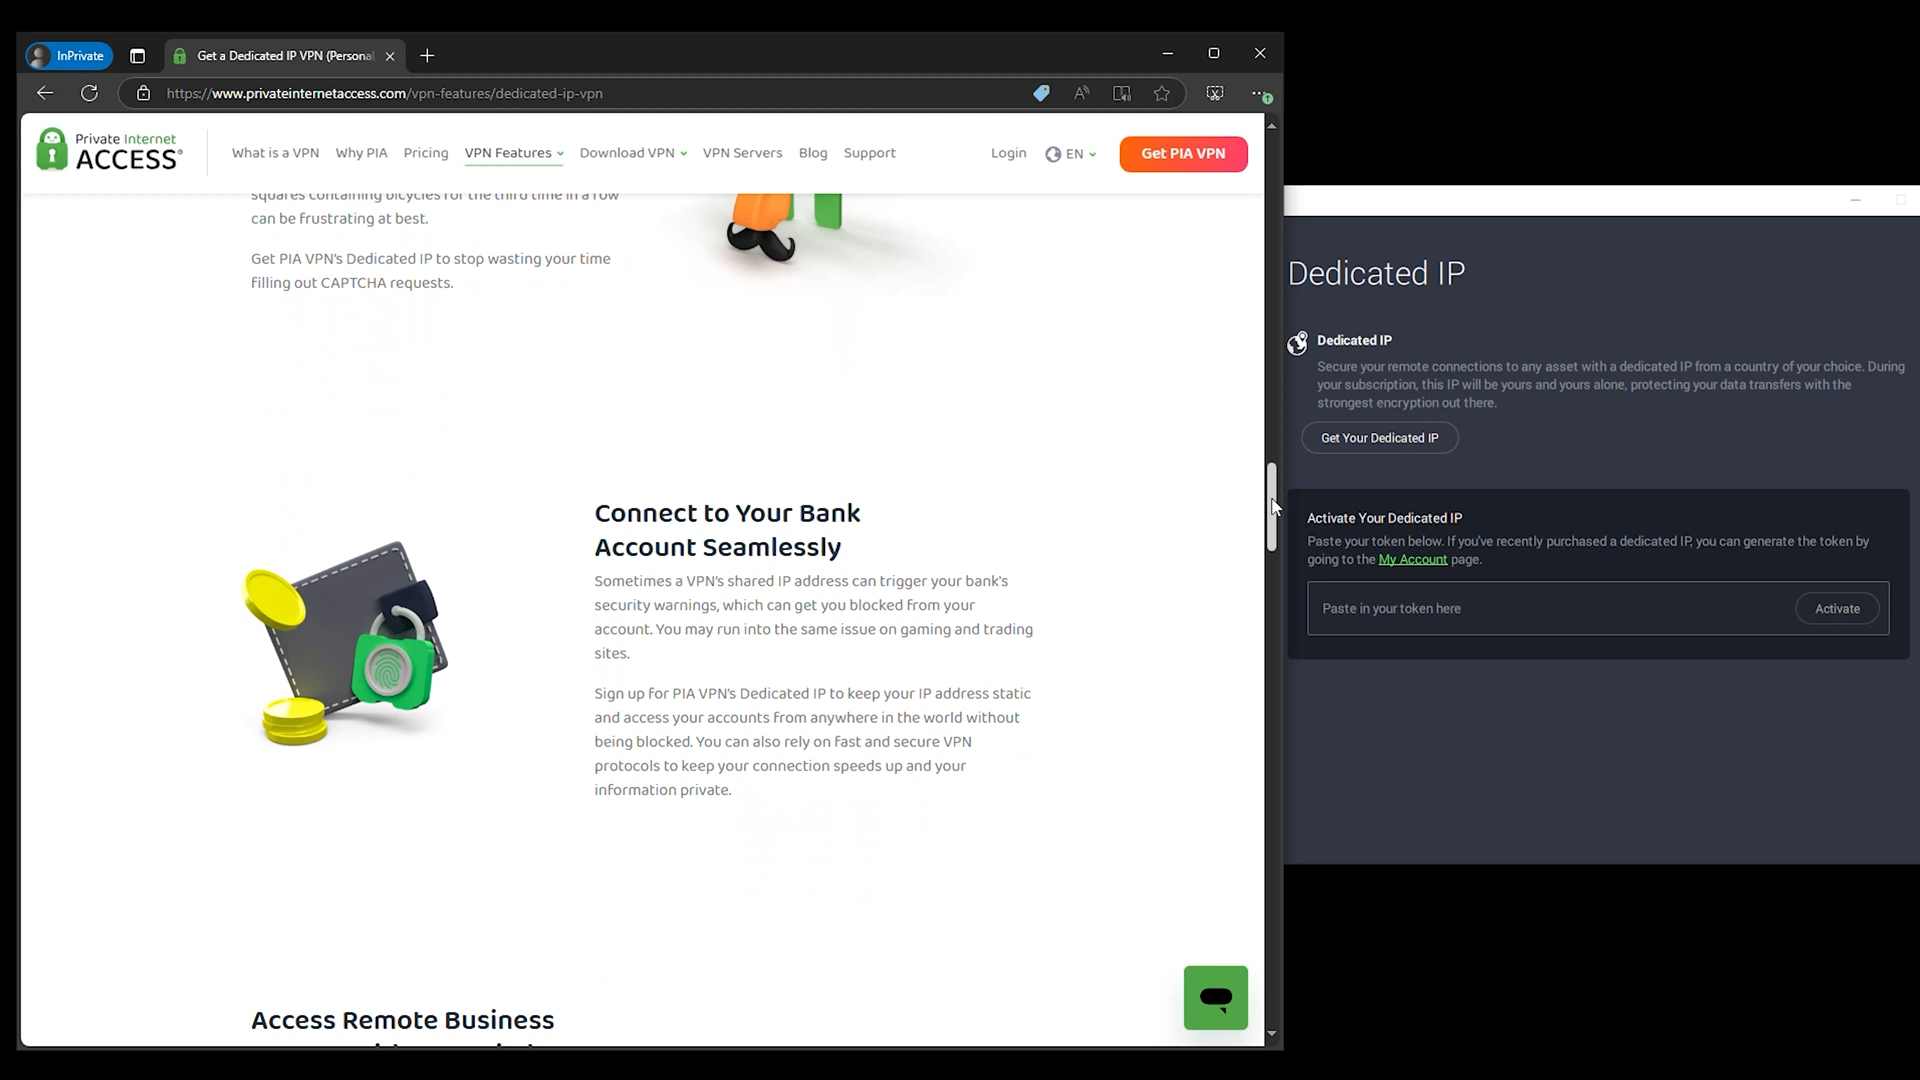 InPrivate
Get a Dedicated IP VPN (Persona
https://www.privateinternetaccess.com/vpn-features/dedicated-ip-vpn
Private Internet
ACCESS®
What is a VPN
Why PIA
Pricing
VPN Features
Download VPN
VPN Servers
Blog
Support
Login
EN
Get PIA VPN
squares containing bicycles for the third time in a row
can be frustrating at best.
Get PIA VPN's Dedicated IP to stop wasting your time
filling out CAPTCHA requests.
Connect to Your Bank
Account Seamlessly
Sometimes a VPN's shared IP address can trigger your bank's
security warnings, which can get you blocked from your
account. You may run into the same issue on gaming and trading
sites.
Sign up for PIA VPN's Dedicated IP to keep your IP address static
and access your accounts from anywhere in the world without
being blocked. You can also rely on fast and secure VPN
protocols to keep your connection speeds up and your
information private.
Access Remote Business
Dedicated IP
Dedicated IP
Secure your remote connections to any asset with a dedicated IP from a country of your choice. During
your subscription, this IP will be yours and yours alone, protecting your data transfers with the
strongest encryption out there.
Get Your Dedicated IP
Activate Your Dedicated IP
Paste your token below. If you've recently purchased a dedicated IP, you can generate the token by
going to the My Account page.
Paste in your token here
Activate